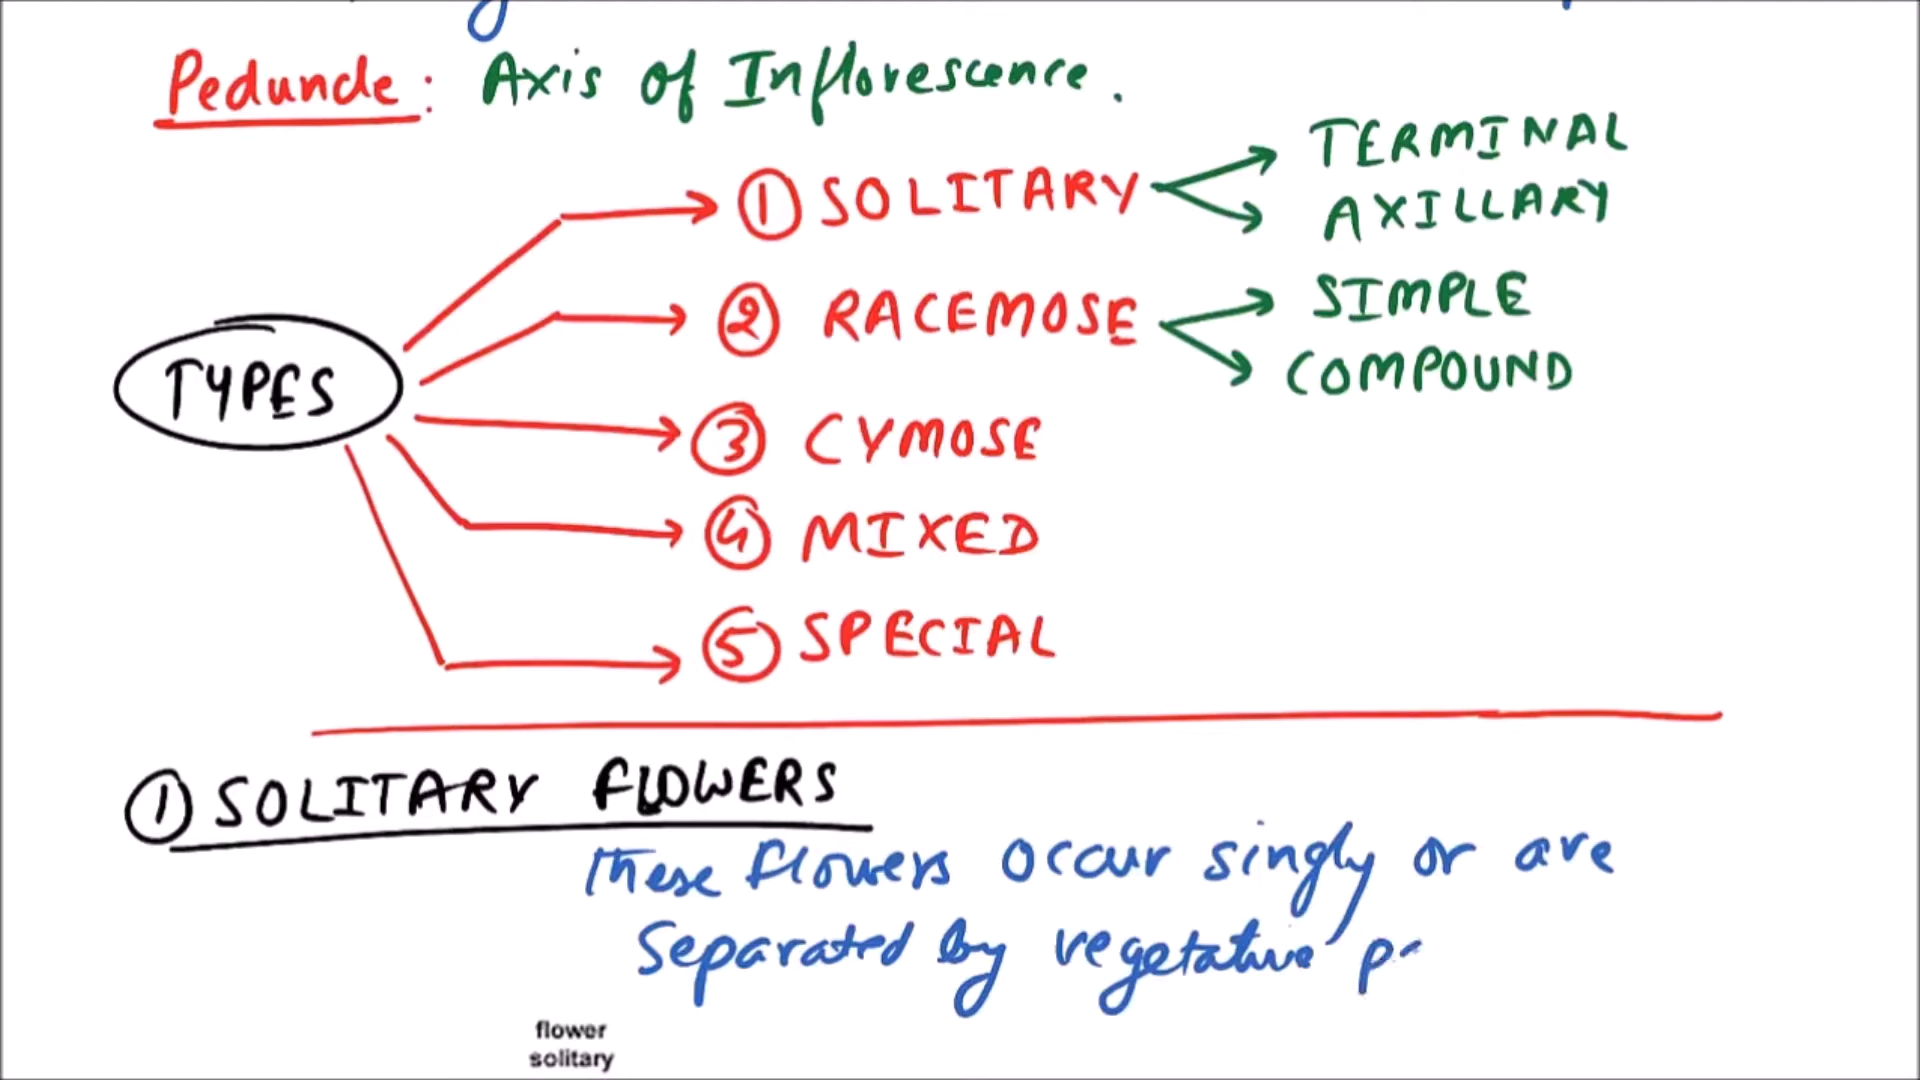 Peduncle: Axis of Inflorescence.
① SOLITARY
TERMINAL
AXILLARY
② RACEMOSE
SIMPLE
COMPOUND
TYPES
③ CYMOSE
④ MIXED
⑤ SPECIAL
① SOLITARY FLOWERS
These flowers occur singly or are
Separated by vegetative
flower
solitary